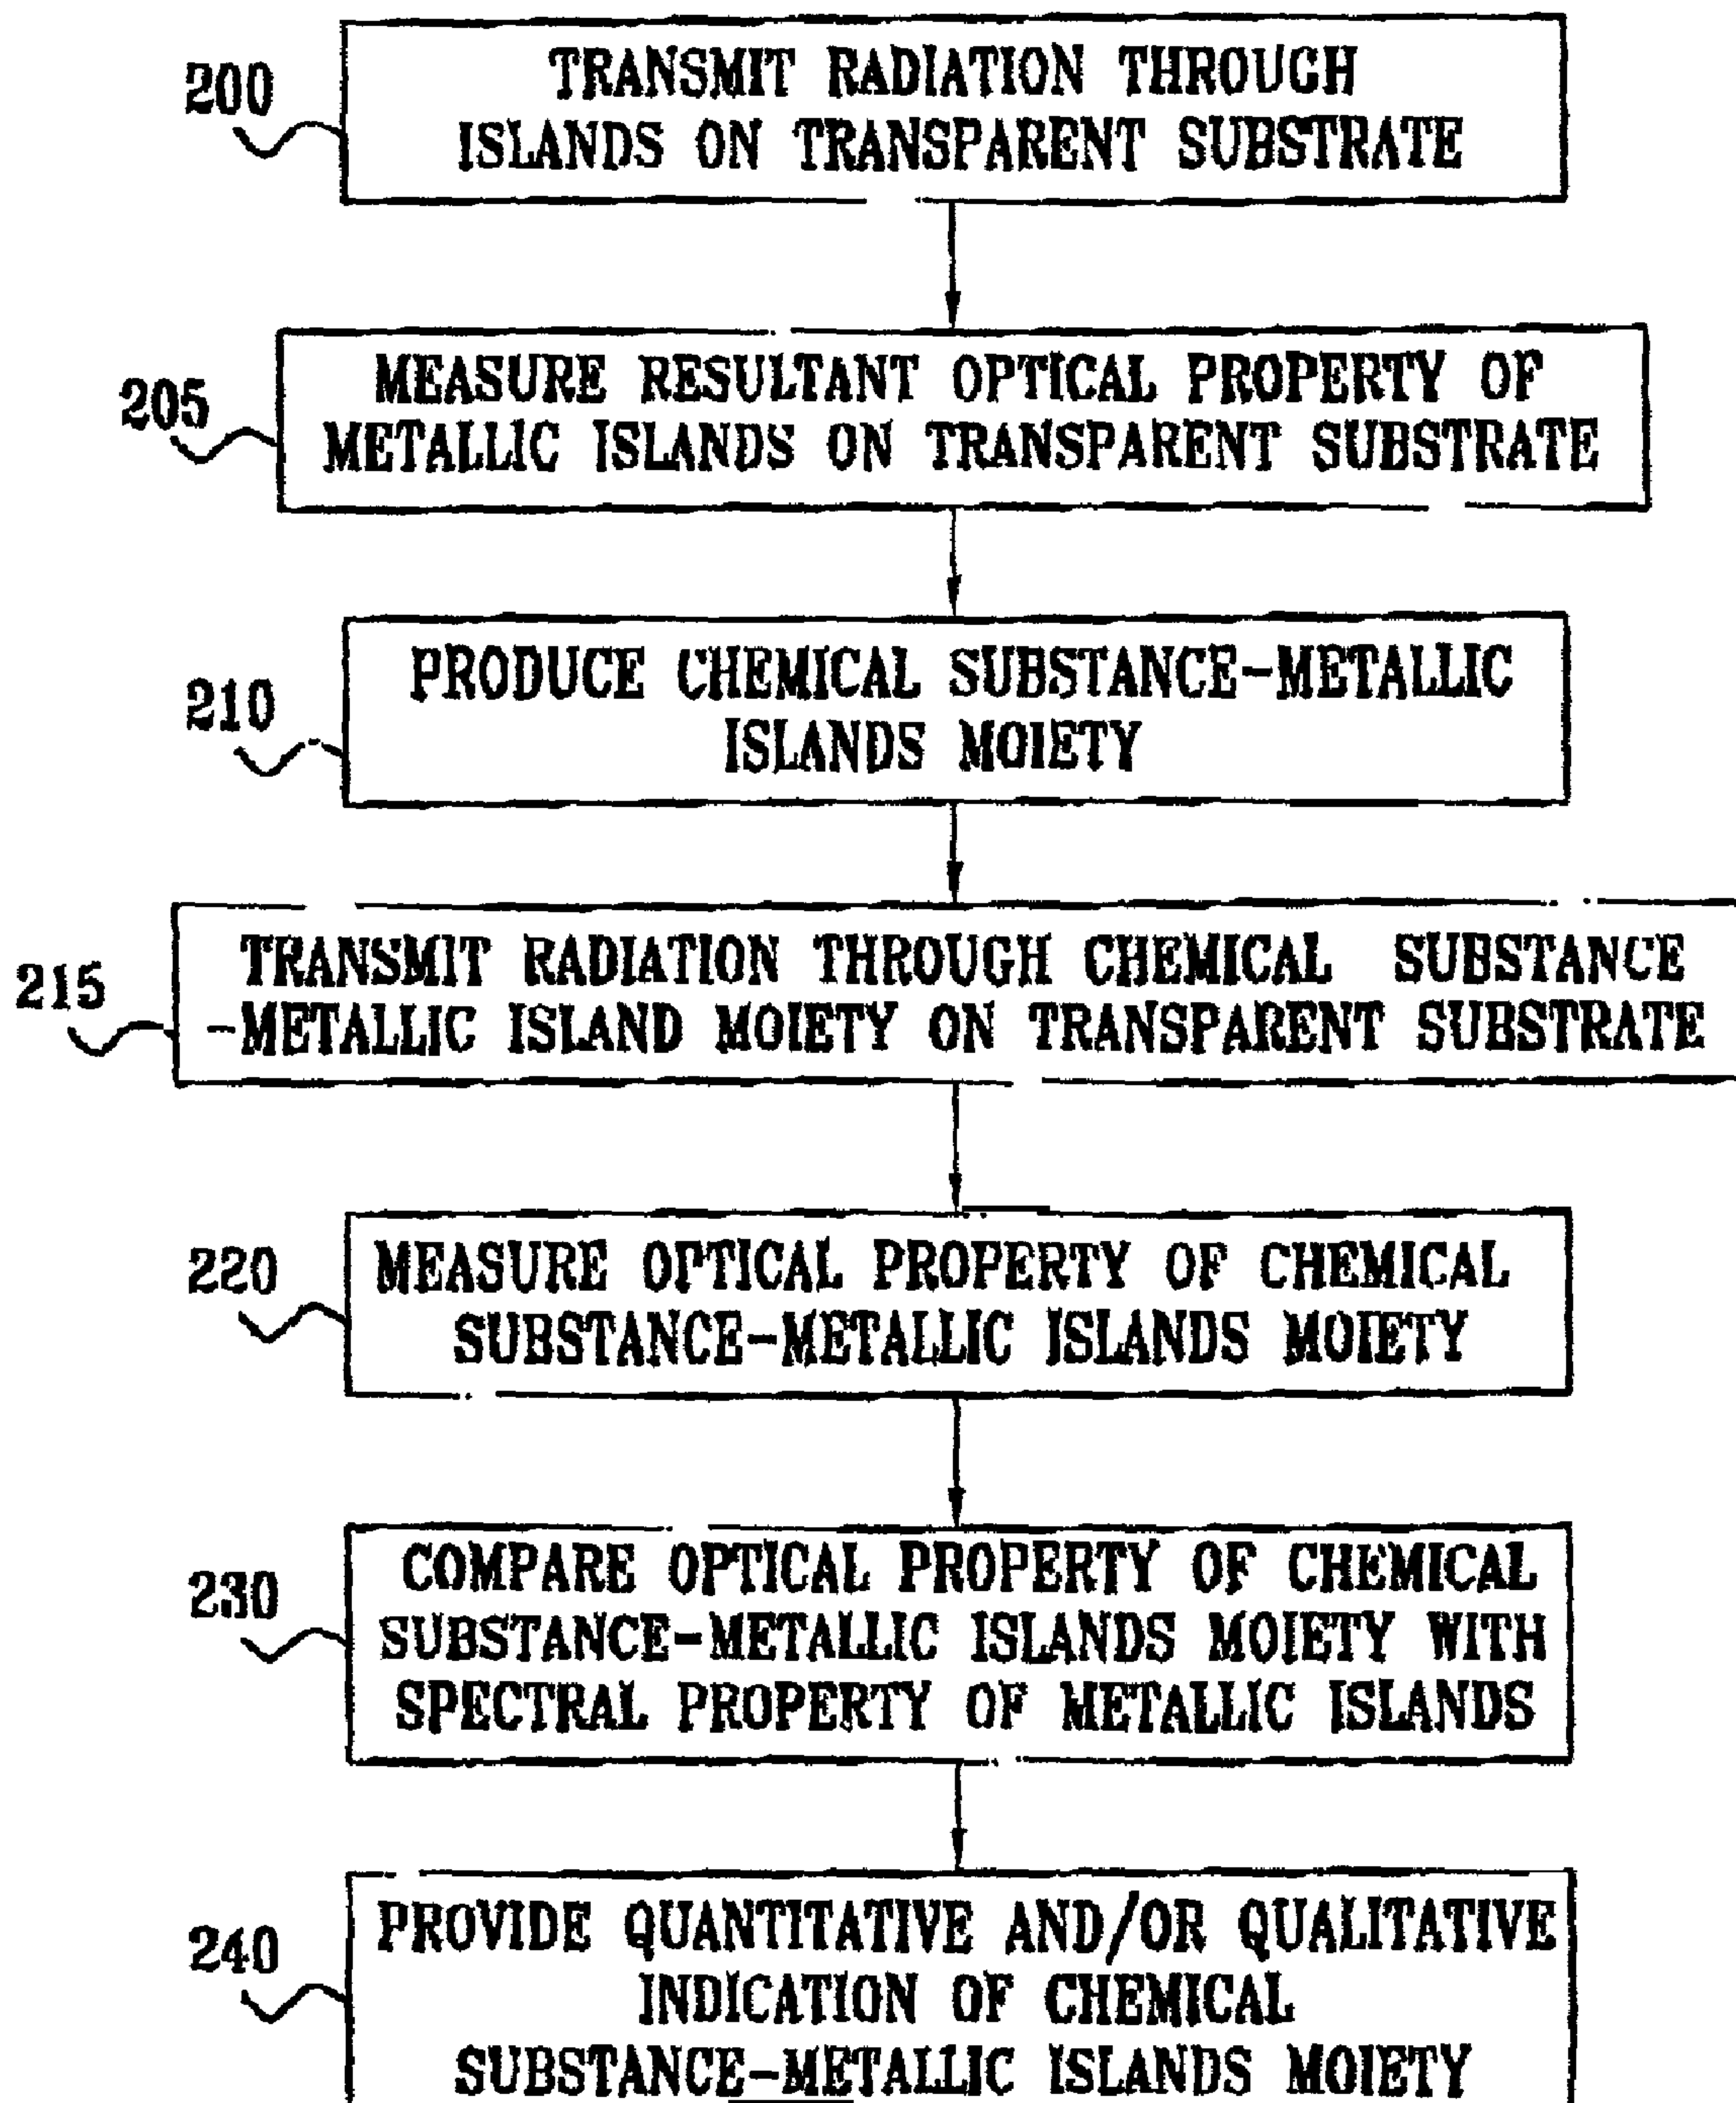 200
TRANSMIT RADIATION THROUGH
ISLANDS ON TRANSPARENT SUBSTRATE
205
MEASURE RESULTANT OPTICAL PROPERTY OF
METALLIC ISLANDS ON TRANSPARENT SUBSTRATE
210
PRODUCE CHEMICAL SUBSTANCE-METALLIC
ISLANDS MOIETY
215
TRANSMIT RADIATION THROUGH CHEMICAL SUBSTANCE
-METALLIC ISLAND MOIETY ON TRANSPARENT SUBSTRATE
220
MEASURE OPTICAL PROPERTY OF CHEMICAL
SUBSTANCE-METALLIC ISLANDS MOIETY
230
COMPARE OPTICAL PROPERTY OF CHEMICAL
SUBSTANCE-METALLIC ISLANDS MOIETY WITH
SPECTRAL PROPERTY OF METALLIC ISLANDS
240
PROVIDE QUANTITATIVE AND/OR QUALITATIVE
INDICATION OF CHEMICAL
SUBSTANCE-METALLIC ISLANDS MOIETY